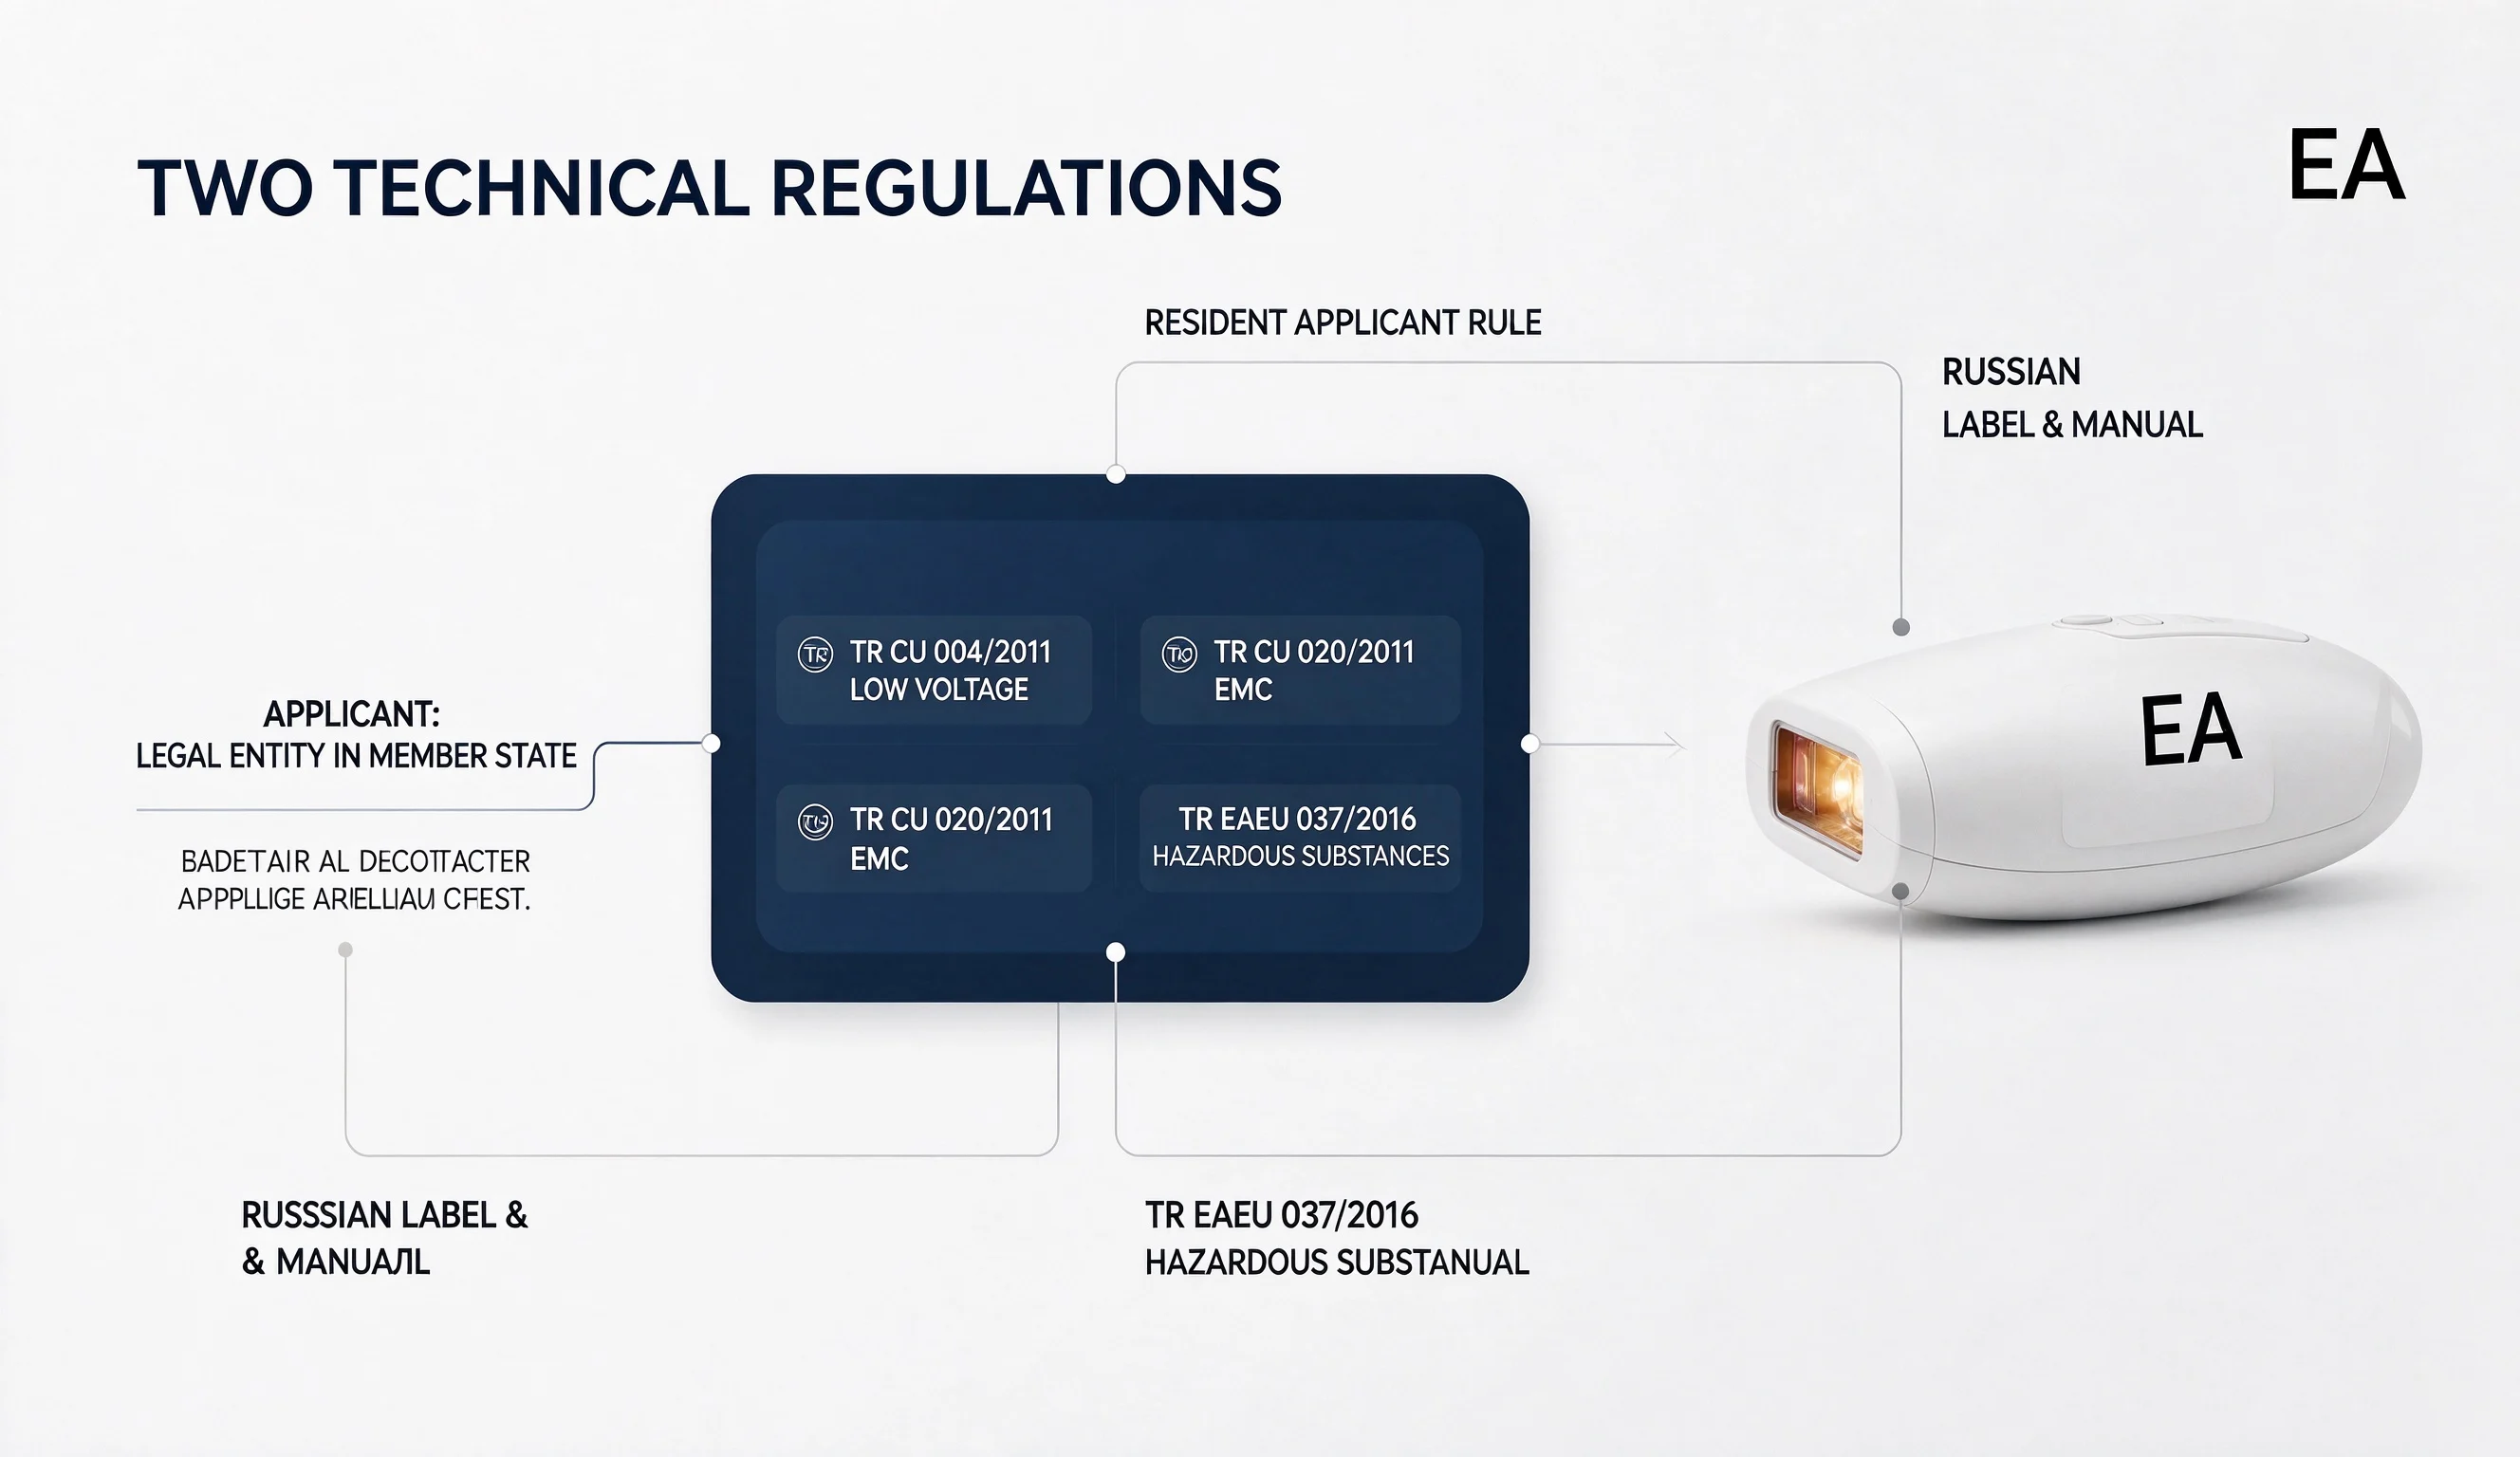 TWO TECHNICAL REGULATIONS
EA
RESIDENT APPLICANT RULE
RUSSIAN
LABEL & MANUAL
TR CU 004/2011
LOW VOLTAGE
TR CU 020/2011
EMC
APPLICANT:
LEGAL ENTITY IN MEMBER STATE
EA
TR CU 020/2011
EMC
TR EAEU 037/2016
HAZARDOUS SUBSTANCES
BADETAIR AL DECOTTACTER
APPPLLIGE
RUSSSIAN LABEL &
& MANUAЛL
TR EAEU 037/2016
HAZARDOUS SUBSTANUAL